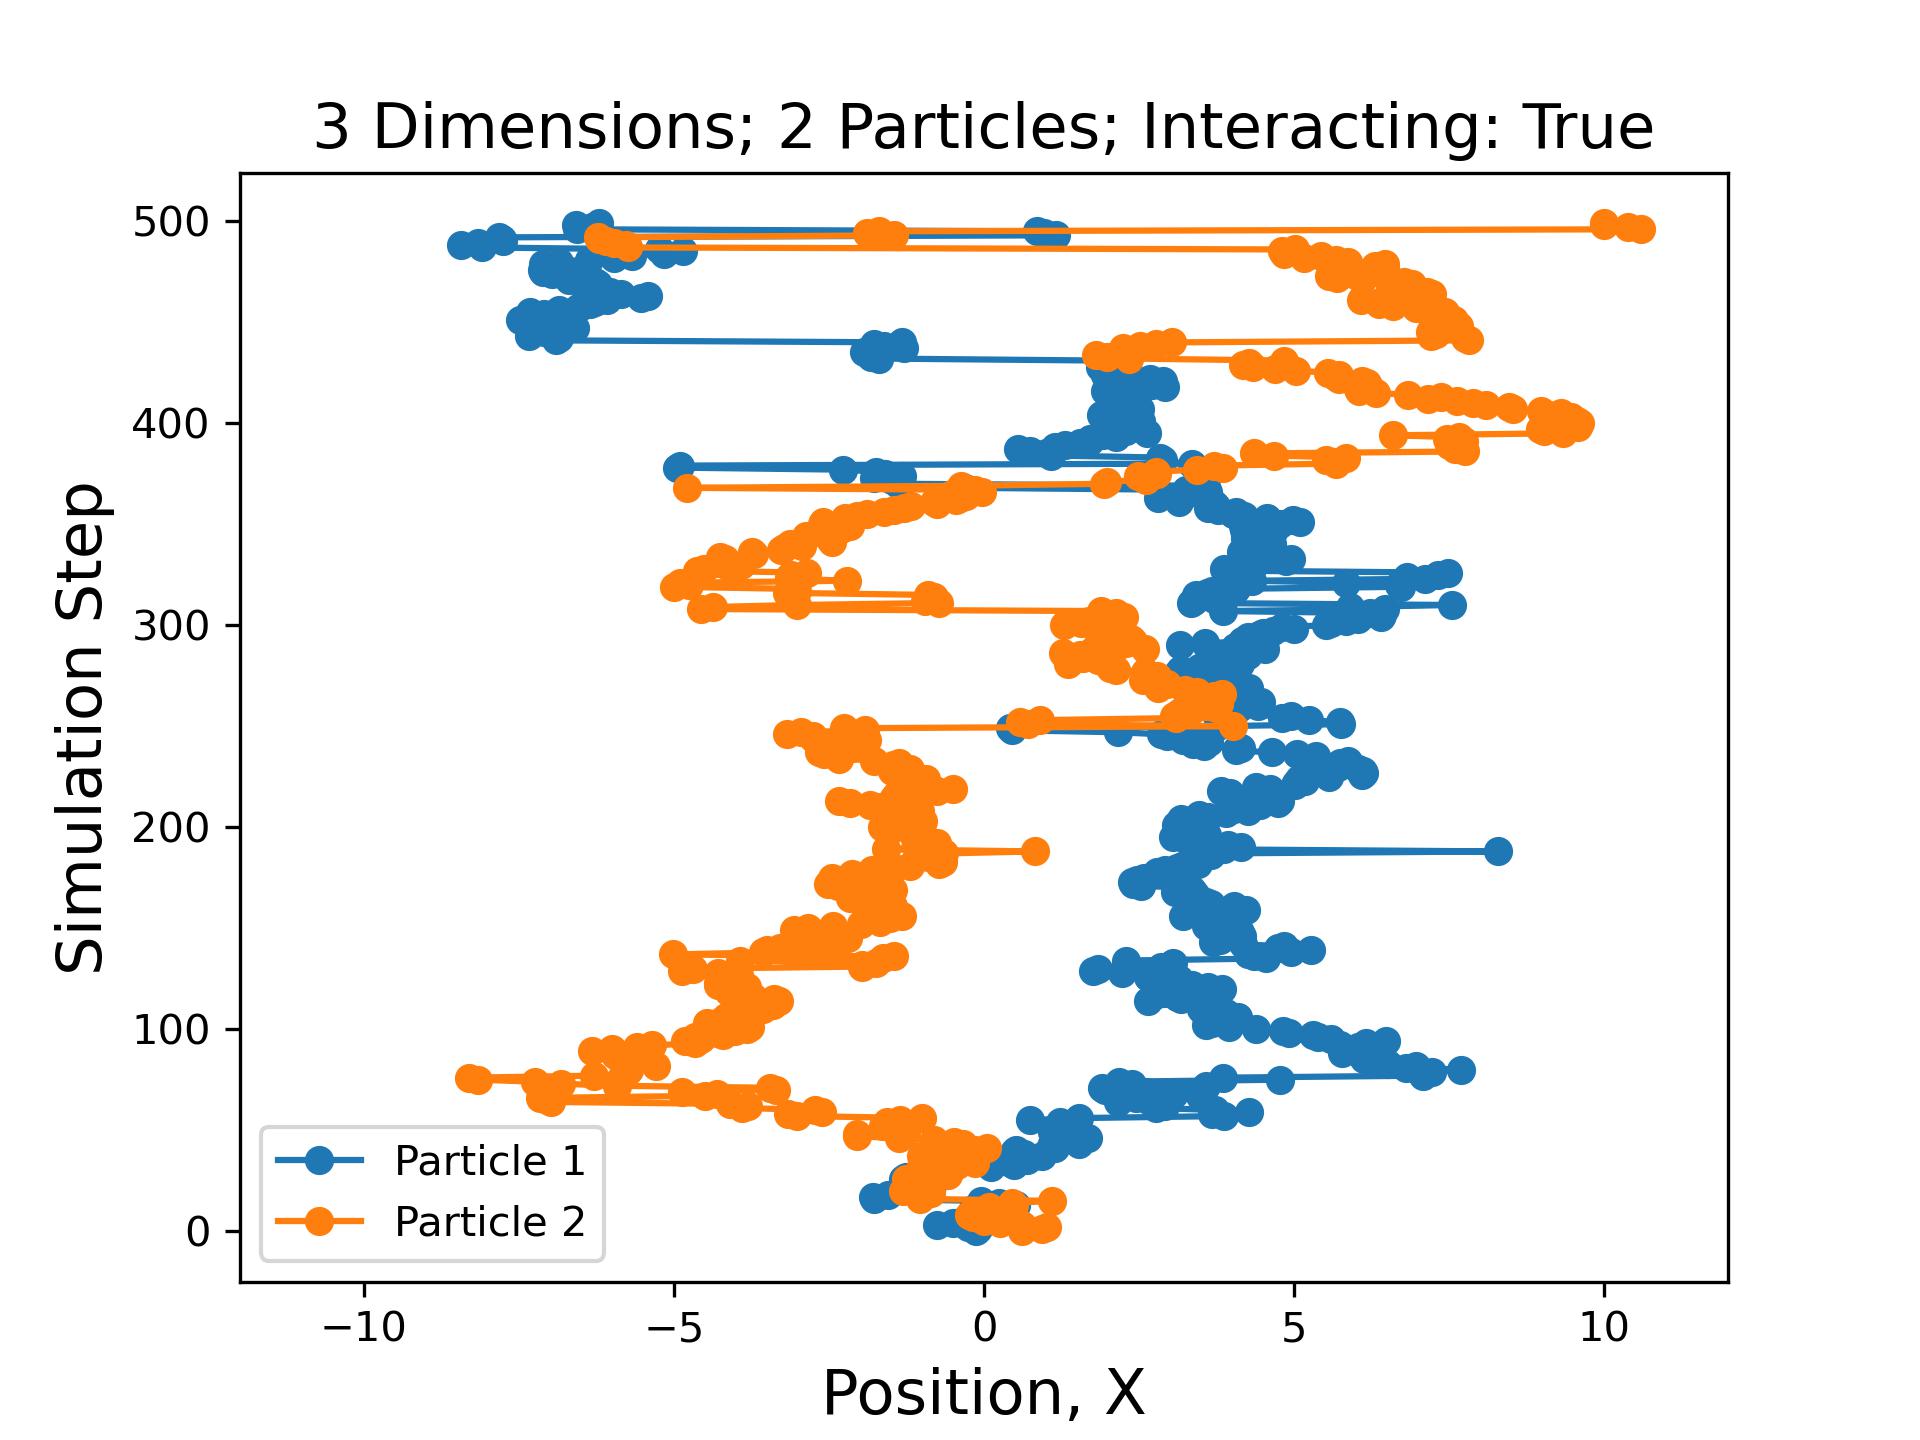 3 Dimensions; 2 Particles; Interacting: True
500
400
300
200
100
0
Simulation Step
Particle 1
Particle 2
−10
−5
0
5
10
Position, X